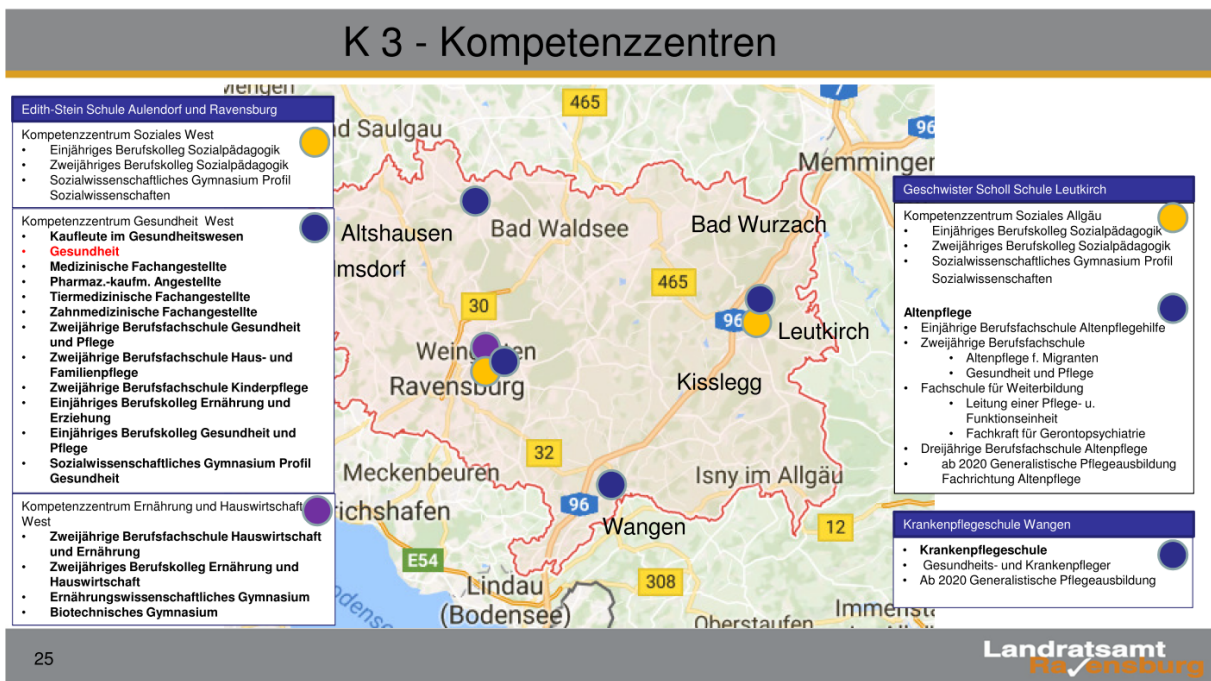 K 3 - Kompetenzzentren
Edith-Stein Schule Aulendorf und Ravensburg
Kompetenzzentrum Soziales West
• Einjähriges Berufskolleg Sozialpädagogik
• Zweijähriges Berufskolleg Sozialpädagogik
• Sozialwissenschaftliches Gymnasium Profil
Sozialwissenschaften
Kompetenzzentrum Gesundheit West
• Kaufleute im Gesundheitswesen
• Gesundheit
• Medizinische Fachangestellte
• Pharmaz.-kaufm. Angestellte
• Tiermedizinische Fachangestellte
• Zahnmedizinische Fachangestellte
• Zweijährige Berufsfachschule Gesundheit
und Pflege
• Zweijährige Berufsfachschule Haus- und
Familienpflege
• Zweijährige Berufsfachschule Kinderpflege
• Einjähriges Berufskolleg Ernährung und
Erziehung
• Einjähriges Berufskolleg Gesundheit und
Pflege
• Sozialwissenschaftliches Gymnasium Profil
Gesundheit
Kompetenzzentrum Ernährung und Hauswirtschaft
West
• Zweijährige Berufsfachschule Hauswirtschaft
und Ernährung
• Zweijähriges Berufskolleg Ernährung und
Hauswirtschaft
• Ernährungswissenschaftliches Gymnasium
• Biotechnisches Gymnasium
465
7
96
d Saulgau
Memmingen
Altshausen
Bad Waldsee
Bad Wurzach
lmsdorf
465
30
96
Leutkirch
Ravensburg
Kisslegg
32
Meckenbeuren
Isny im Allgäu
richshafen
96
Wangen
12
E54
Lindau
(Bodensee)
308
Oberstaufen
Geschwister Scholl Schule Leutkirch
Kompetenzzentrum Soziales Allgäu
• Einjähriges Berufskolleg Sozialpädagogik
• Zweijähriges Berufskolleg Sozialpädagogik
• Sozialwissenschaftliches Gymnasium Profil
Sozialwissenschaften
Altenpflege
• Einjährige Berufsfachschule Altenpflegehilfe
• Zweijährige Berufsfachschule
• Altenpflege f. Migranten
• Gesundheit und Pflege
• Fachschule für Weiterbildung
• Leitung einer Pflege- u.
Funktionseinheit
• Fachkraft für Gerontopsychiatrie
• Dreijährige Berufsfachschule Altenpflege
• ab 2020 Generalistische Pflegeausbildung
Fachrichtung Altenpflege
Krankenpflegeschule Wangen
• Krankenpflegeschule
• Gesundheits- und Krankenpfleger
• Ab 2020 Generalistische Pflegeausbildung
25
Landratsamt
Ravensburg